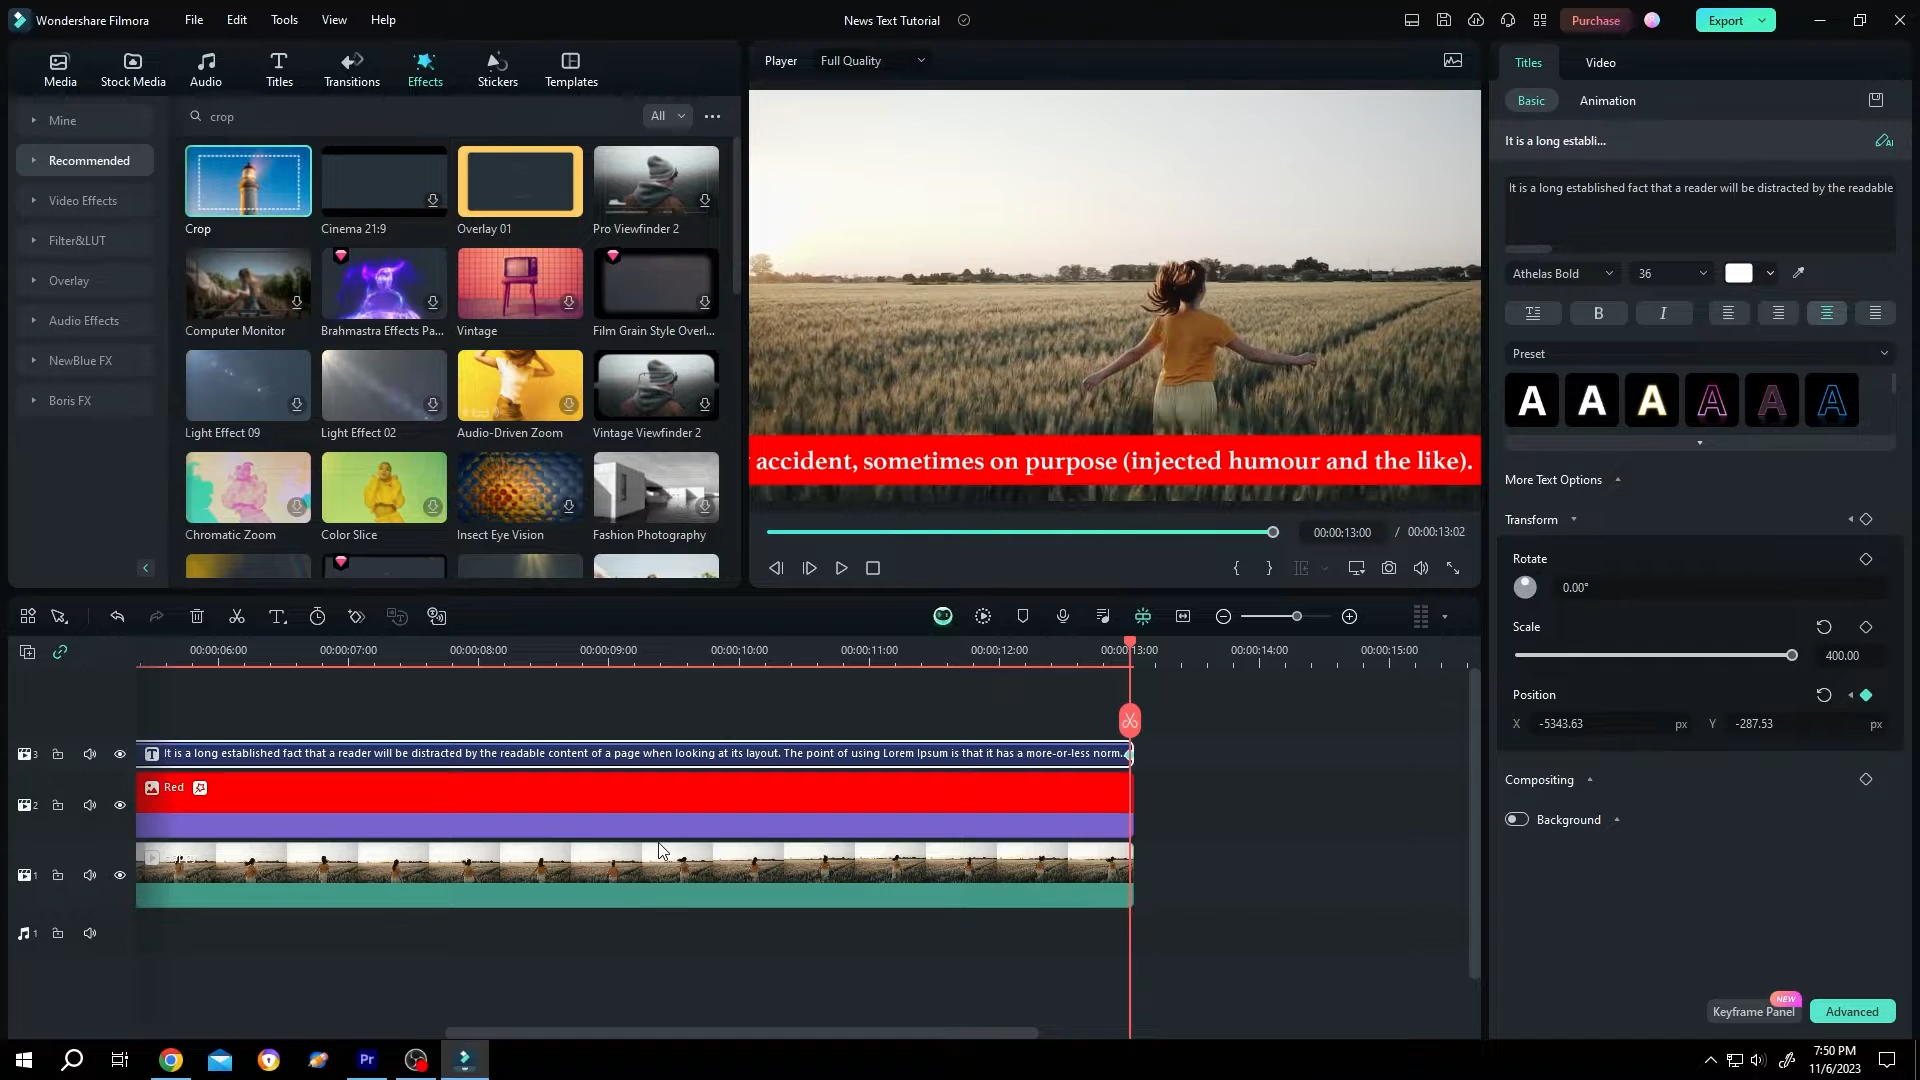 Wondershare Filmora
File
Edit
Tools
View
Help
News Text Tutorial
Purchase
Export
Media
Stock Media
Audio
Titles
Transitions
Effects
Stickers
Templates
Player
Full Quality
Titles
Video
Basic
Animation
Mine
Recommended
Video Effects
Filter&LUT
Overlay
Audio Effects
NewBlue FX
Boris FX
crop
All
Crop
Cinema 21:9
Overlay 01
Pro Viewfinder 2
Computer Monitor
Brahmastra Effects Pa...
Vintage
Film Grain Style Overl...
Light Effect 09
Light Effect 02
Audio-Driven Zoom
Vintage Viewfinder 2
Chromatic Zoom
Color Slice
Insect Eye Vision
Fashion Photography
accident, sometimes on purpose (injected humour and the like).
00:00:13:00 / 00:00:13:02
It is a long establi...
It is a long established fact that a reader will be distracted by the readable
Athelas Bold
36
B
I
Preset
A
A
A
A
A
A
More Text Options
Transform
Rotate
0.00°
Scale
400.00
Position
X -5343.63 px Y -287.53 px
Compositing
Background
NEW
Keyframe Panel
Advanced
00:00:06:00
00:00:07:00
00:00:08:00
00:00:09:00
00:00:10:00
00:00:11:00
00:00:12:00
00:00:13:00
00:00:14:00
00:00:15:00
3
It is a long established fact that a reader will be distracted by the readable content of a page when looking at its layout. The point of using Lorem Ipsum is that it has a more-or-less norm...
2
Red
1
1
Pr
7:50 PM
11/6/2023